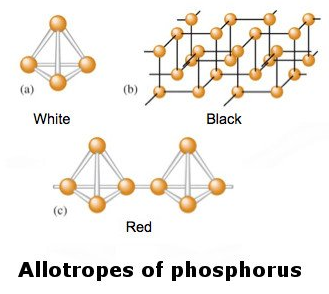 (a)
White
(b)
Black
(c)
Red
Allotropes of phosphorus